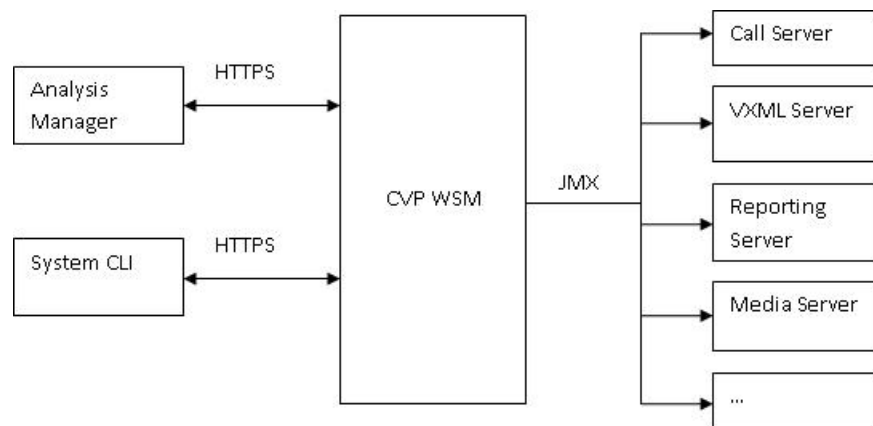 Analysis
Manager
HTTPS
System CLI
HTTPS
CVP WSM
JMX
Call Server
VXML Server
Reporting
Server
Media Server
...